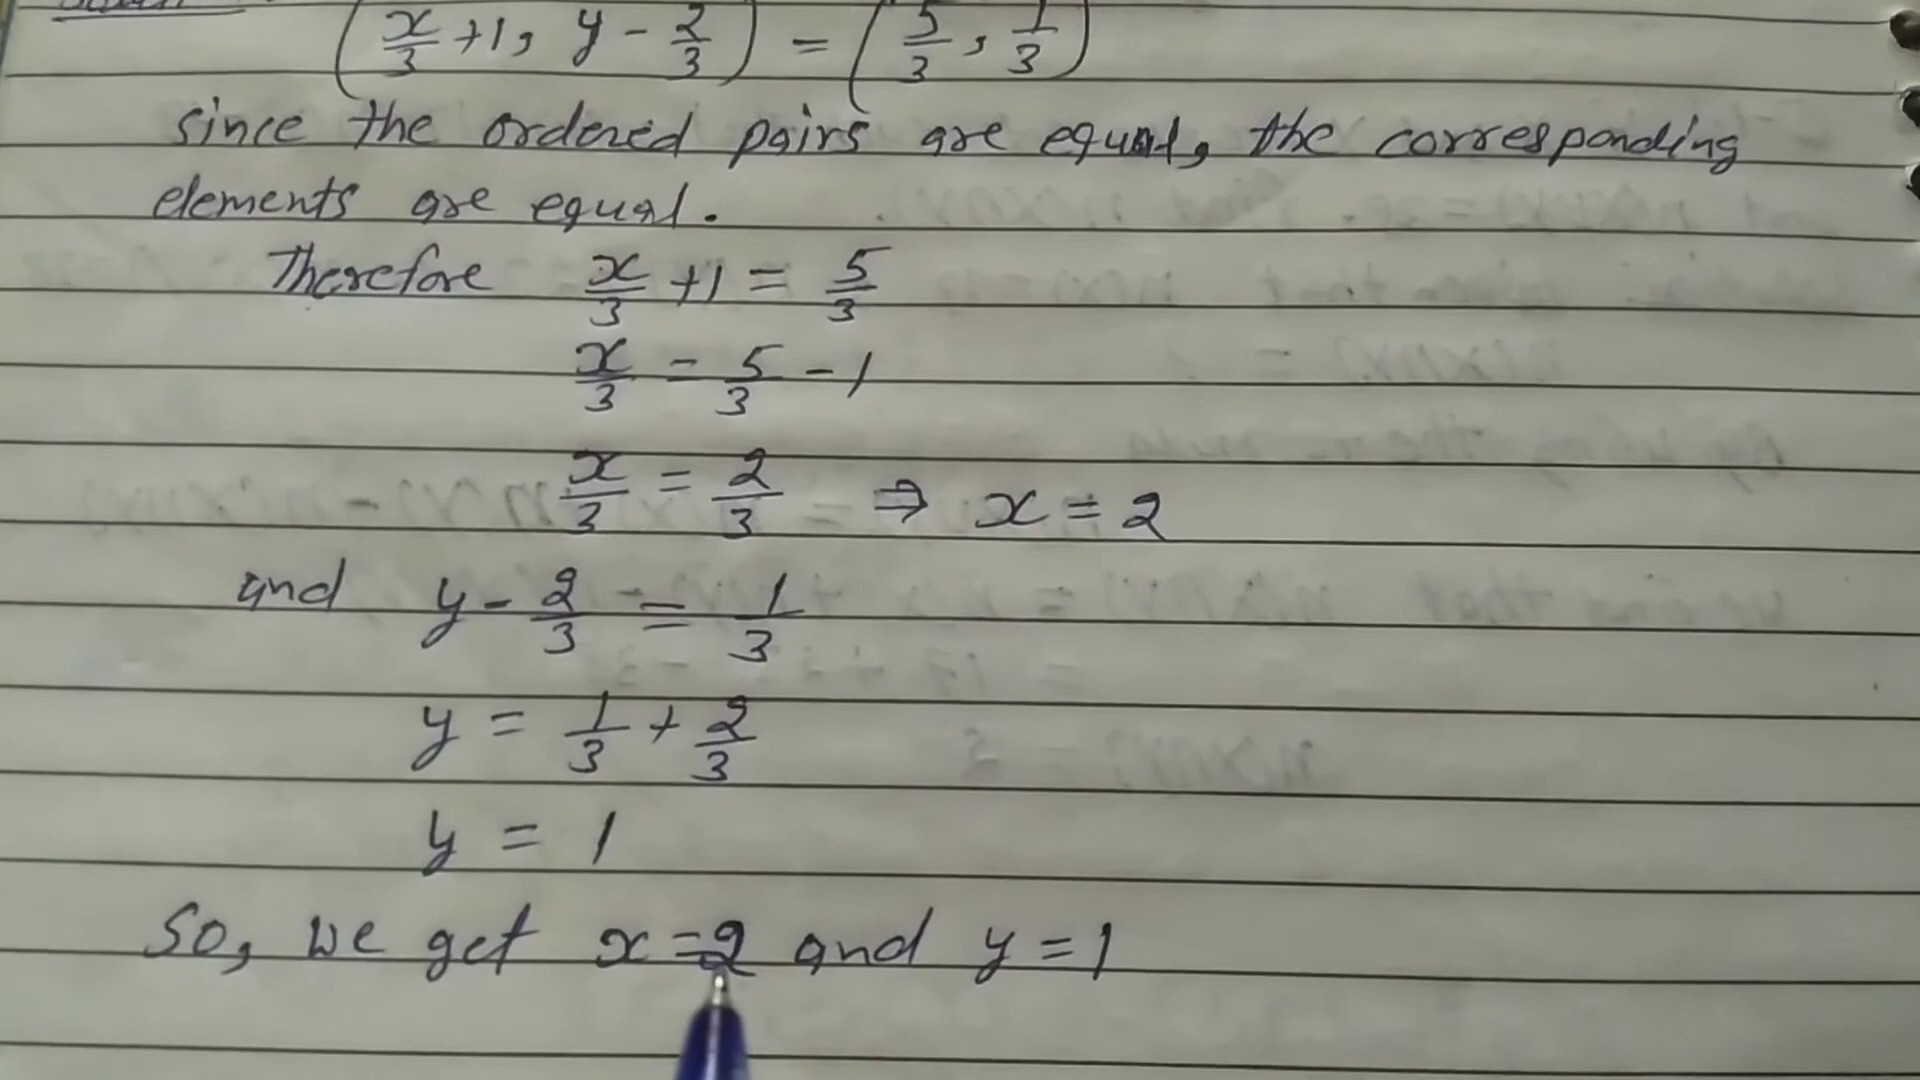 (x/3 +1, y - 2/3) = (5/3, 1/3)
since the ordered pairs are equal, the corresponding
elements are equal.
Therefore x/3 +1 = 5/3
x/3 = 5/3 - 1
x/3 = 2/3 ⇒ x = 2
and y - 2/3 = 1/3
y = 1/3 + 2/3
y = 1
So, we get x=2 and y=1